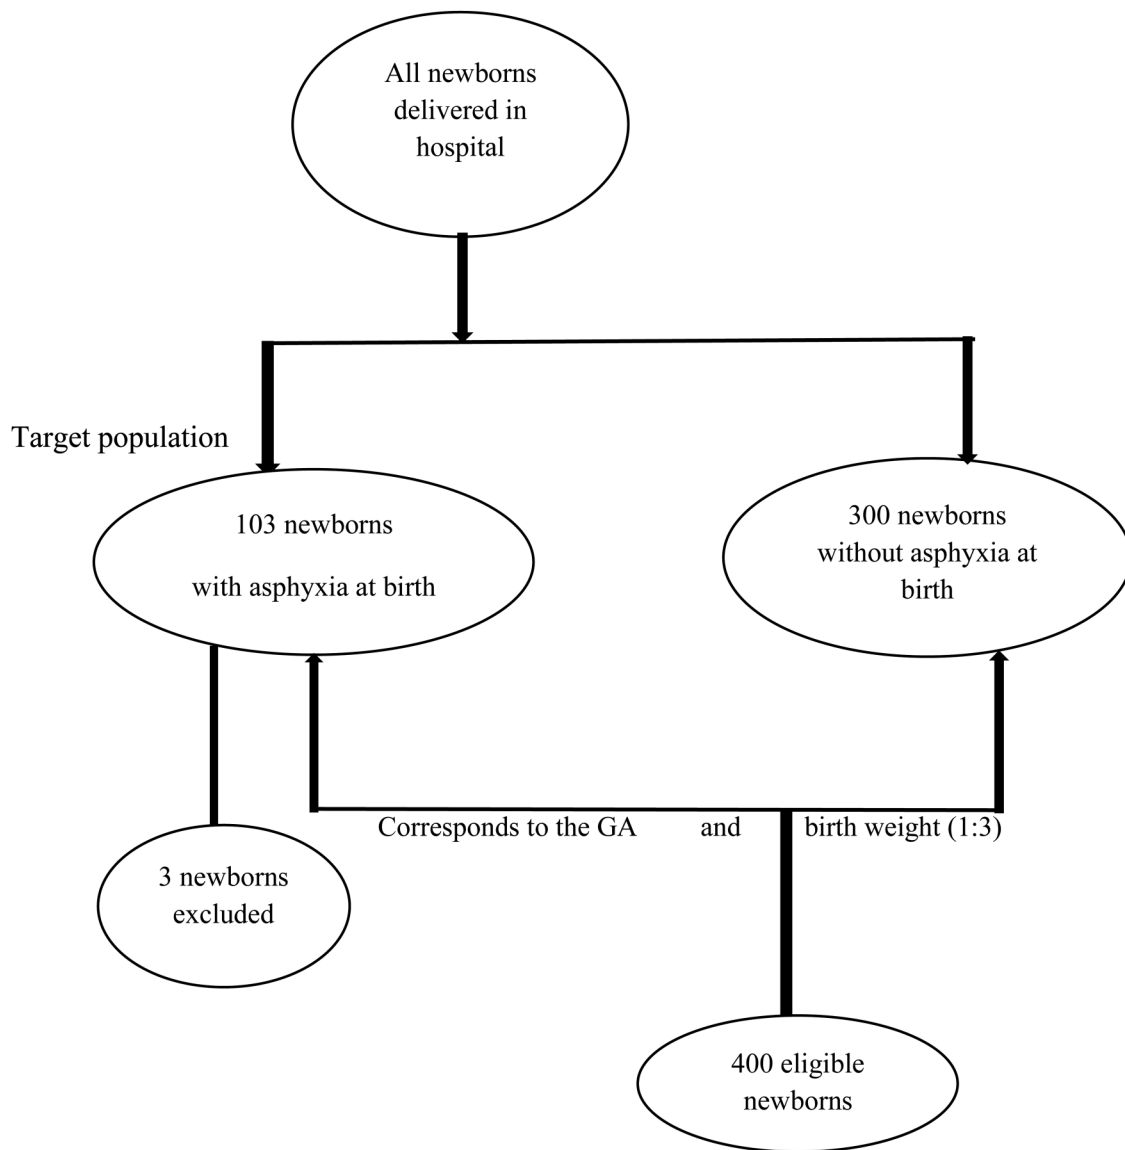 All newborns
delivered in
hospital
Target population
103 newborns
with asphyxia at birth
300 newborns
without asphyxia at
birth
Corresponds to the GA and birth weight (1:3)
3 newborns
excluded
400 eligible
newborns